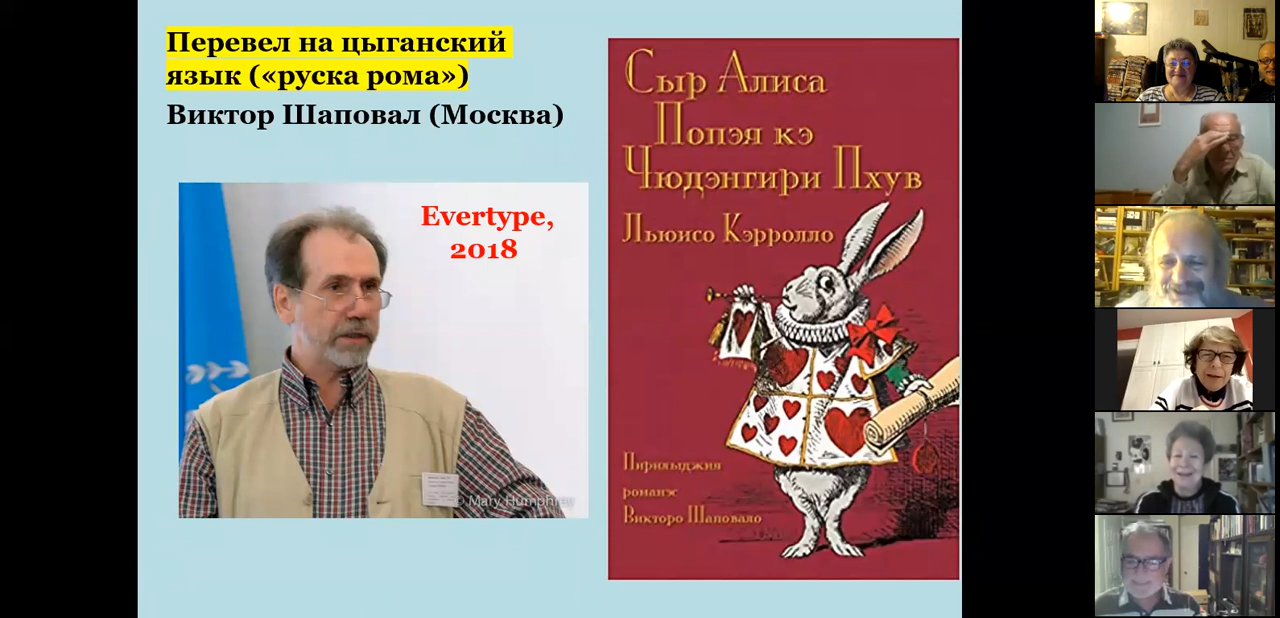 Перевел на цыганский
язык («руска рома»)
Виктор Шаповал (Москва)
Evertype,
2018
© Mary Humphrey
Сыр Алиса
Попэя кэ
Чюдэнгири Пхув
Льюисо Кэрролло
Пирилыджия
романэс
Викторо Шаповало